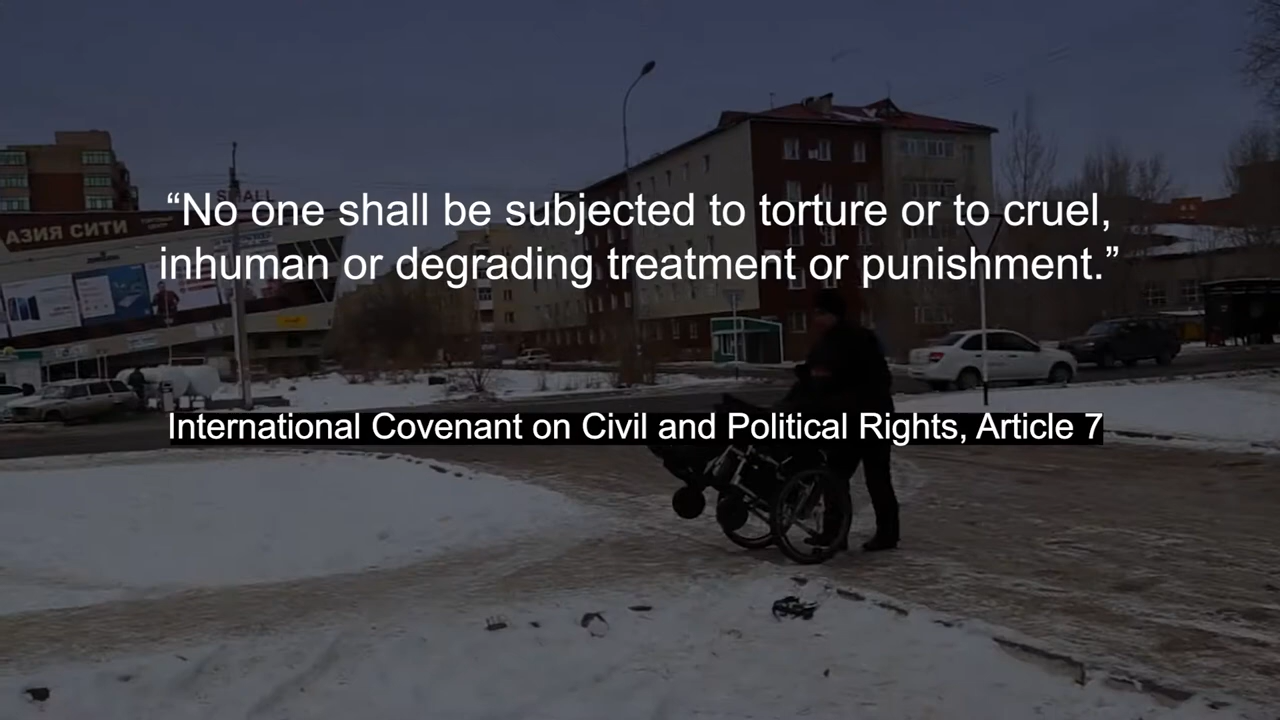 SMALL
АЗИЯ СИТИ
“No one shall be subjected to torture or to cruel,
inhuman or degrading treatment or punishment.”
International Covenant on Civil and Political Rights, Article 7